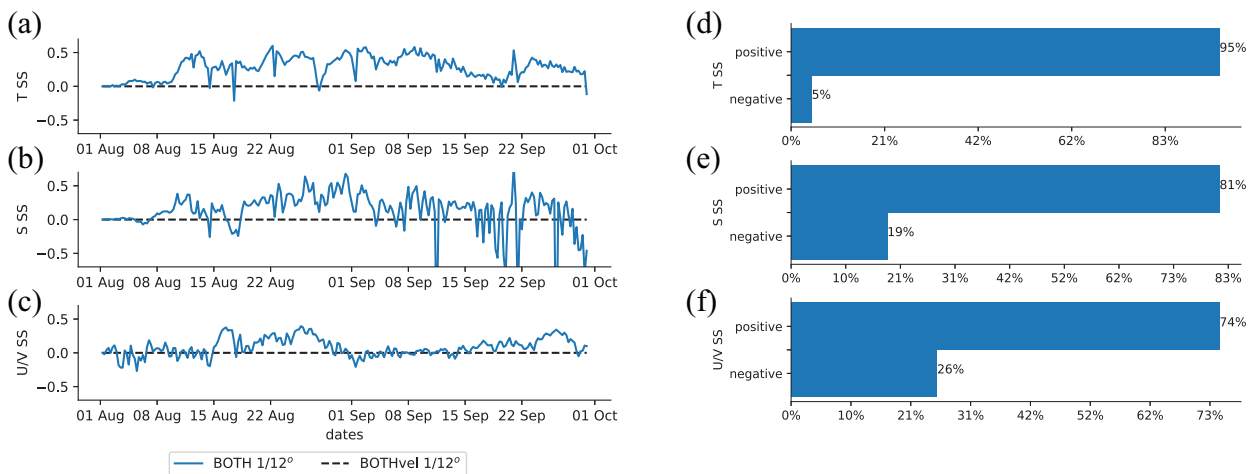 (a)
T SS
0.5
0.0
−0.5
01 Aug 08 Aug 15 Aug 22 Aug 01 Sep 08 Sep 15 Sep 22 Sep 01 Oct
(b)
S SS
0.5
0.0
−0.5
01 Aug 08 Aug 15 Aug 22 Aug 01 Sep 08 Sep 15 Sep 22 Sep 01 Oct
(c)
U/V SS
0.5
0.0
−0.5
01 Aug 08 Aug 15 Aug 22 Aug 01 Sep 08 Sep 15 Sep 22 Sep 01 Oct
dates
BOTH 1/12º BOTHvel 1/12º
(d)
T SS
positive 95%
negative 5%
0% 21% 42% 62% 83%
(e)
S SS
positive 81%
negative 19%
0% 10% 21% 31% 42% 52% 62% 73% 83%
(f)
U/V SS
positive 74%
negative 26%
0% 10% 21% 31% 42% 52% 62% 73%